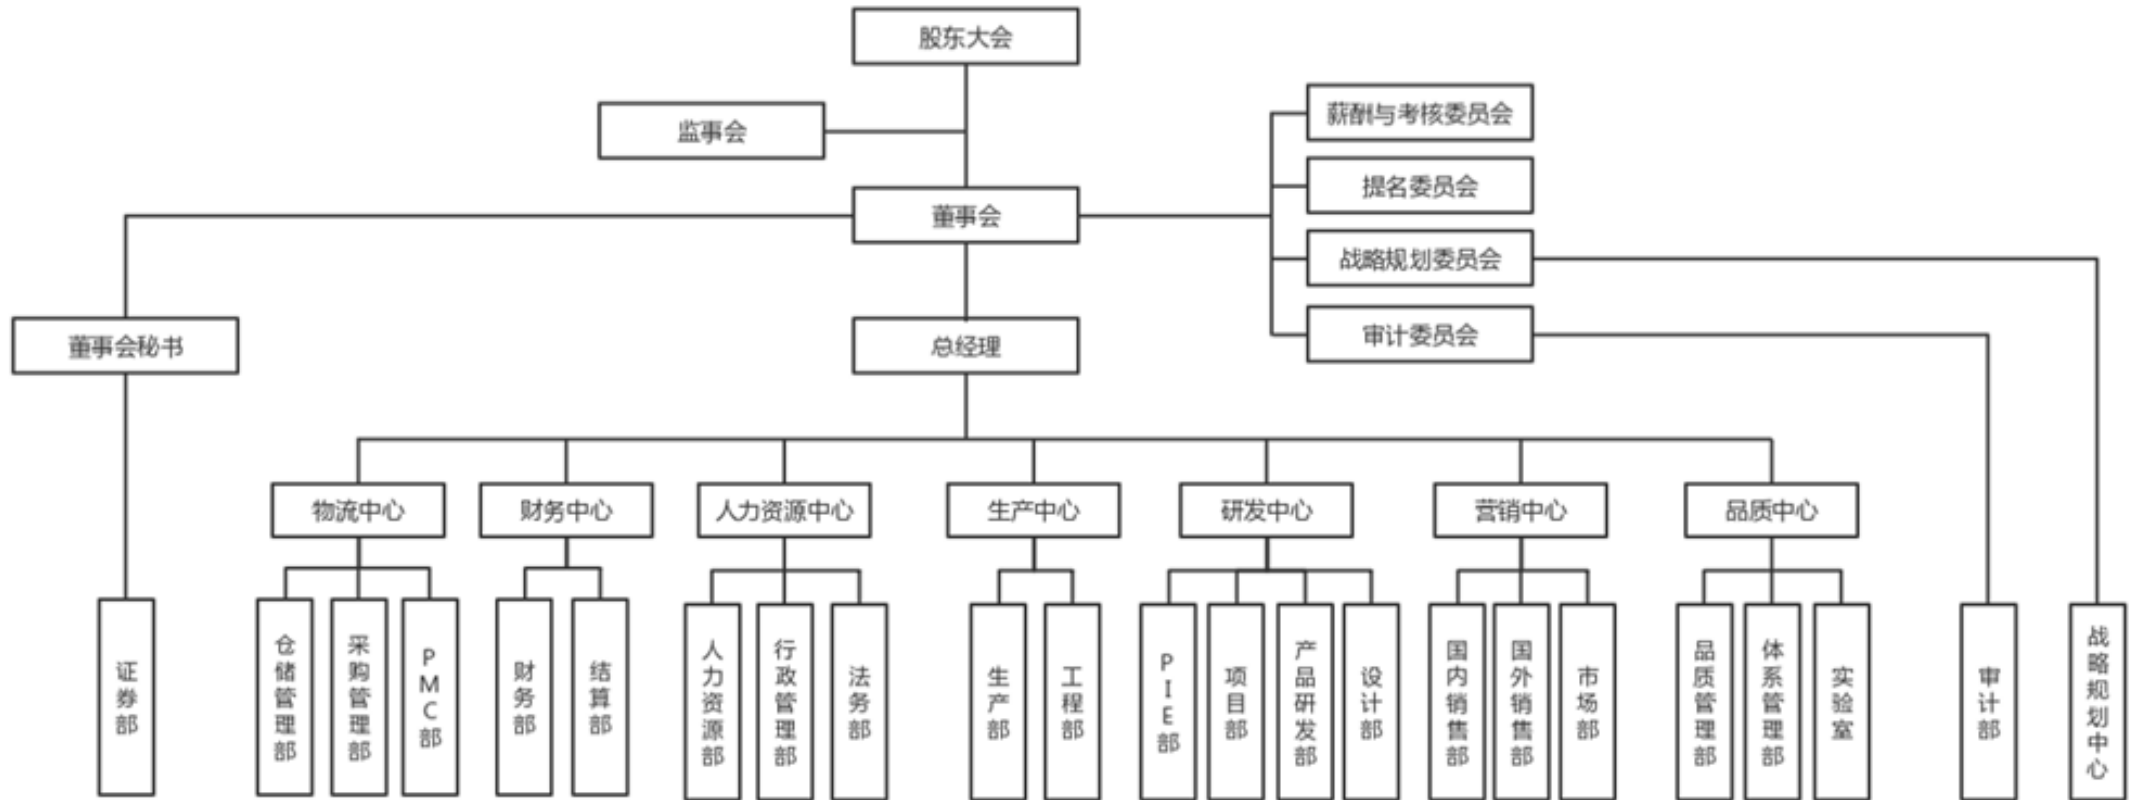 股东大会
薪酬与考核委员会
监事会
提名委员会
董事会
战略规划委员会
审计委员会
董事会秘书
总经理
物流中心
财务中心
人力资源中心
生产中心
研发中心
营销中心
品质中心
证券部
仓储管理部
采购管理部
PMC部
财务部
结算部
人力资源部
行政管理部
法务部
生产部
工程部
PIE部
项目部
产品研发部
设计部
国内销售部
国外销售部
市场部
品质管理部
体系管理部
实验室
审计部
战略规划中心